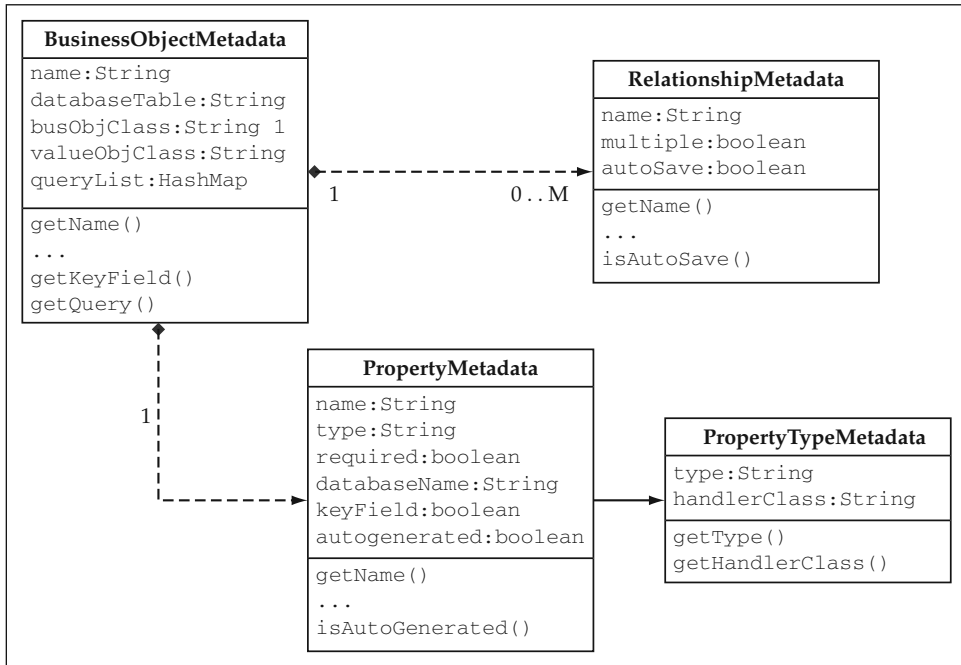 BusinessObjectMetadata
name:String
databaseTable:String
busObjClass:String 1
valueObjClass:String
queryList:HashMap
getName()
...
getKeyField()
getQuery()
1
0..M
RelationshipMetadata
name:String
multiple:boolean
autoSave:boolean
getName()
...
isAutoSave()
1
PropertyMetadata
name:String
type:String
required:boolean
databaseName:String
keyField:boolean
autogenerated:boolean
getName()
...
isAutoGenerated()
PropertyTypeMetadata
type:String
handlerClass:String
getType()
getHandlerClass()